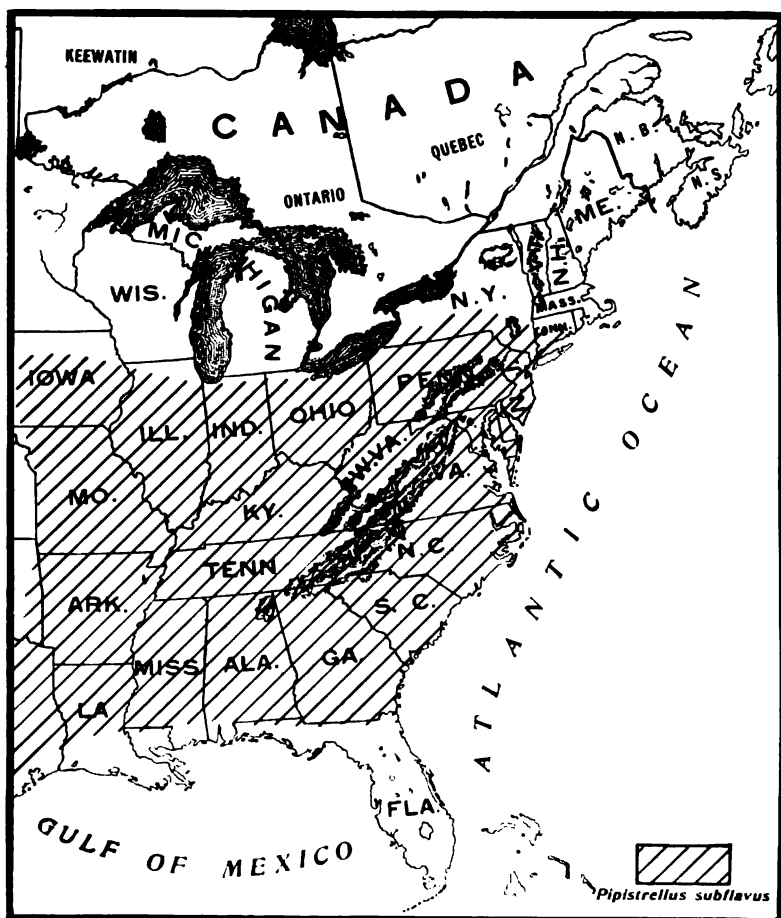 KEEWATIN
CANADA
QUEBEC
N. B.
N. S.
ONTARIO
ME.
MICHIGAN
N.H.
WIS.
N.Y.
MASS.
CONN.
IOWA
PENN
ILL.
IND.
OHIO
N.J.
W.VA.
VA.
MO.
KY.
N.C.
TENN
ARK.
S. C.
MISS
ALA.
GA.
LA
FLA.
ATLANTIC OCEAN
GULF OF MEXICO
Pipistrellus subflavus